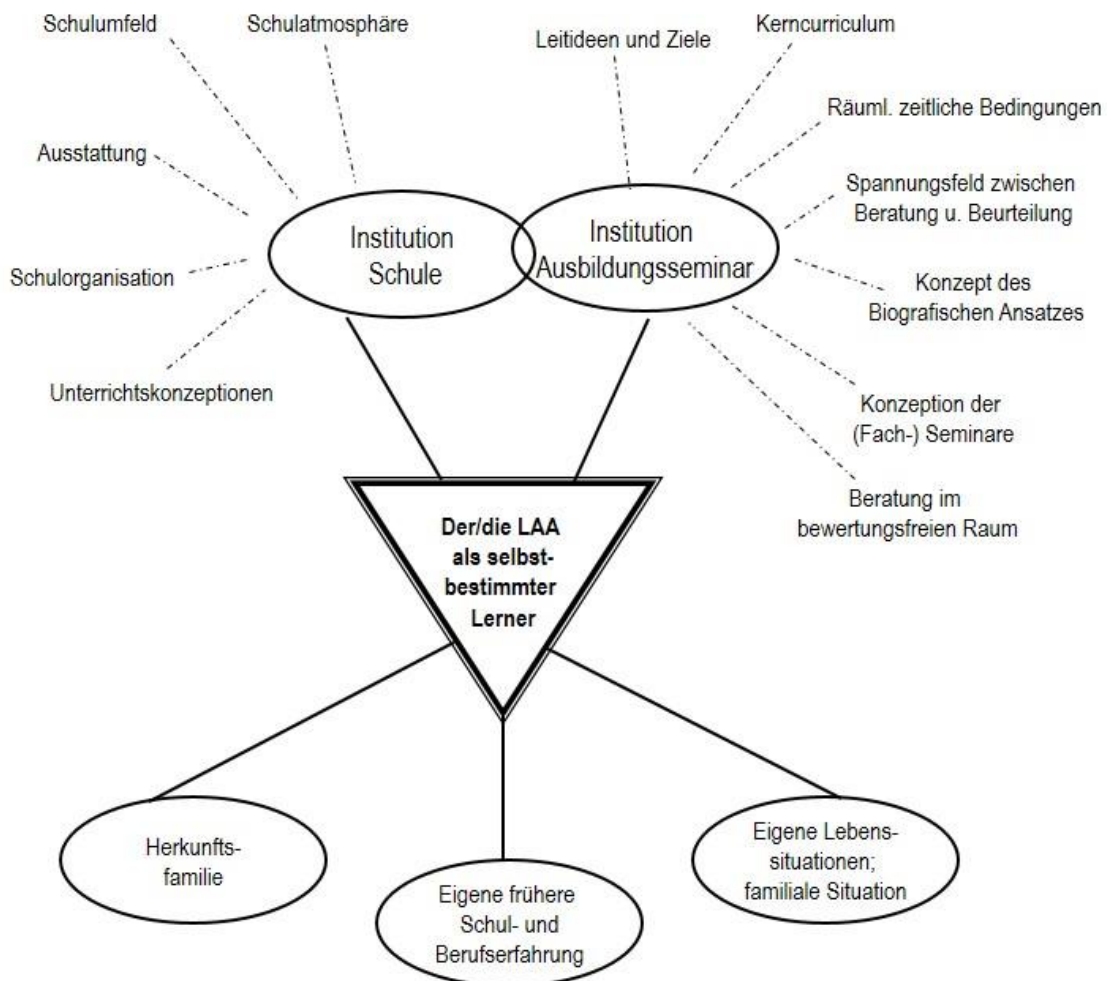 Schulumfeld
Schulatmosphäre
Leitideen und Ziele
Kerncurriculum
Ausstattung
Räuml. zeitliche Bedingungen
Schulorganisation
Spannungsfeld zwischen
Beratung u. Beurteilung
Institution
Schule
Institution
Ausbildungsseminar
Konzept des
Biografischen Ansatzes
Unterrichtskonzeptionen
Konzeption der
(Fach-) Seminare
Beratung im
bewertungsfreien Raum
Der/die LAA
als selbst-
bestimmter
Lerner
Herkunfts-
familie
Eigene frühere
Schul- und
Berufserfahrung
Eigene Lebens-
situationen;
familiale Situation